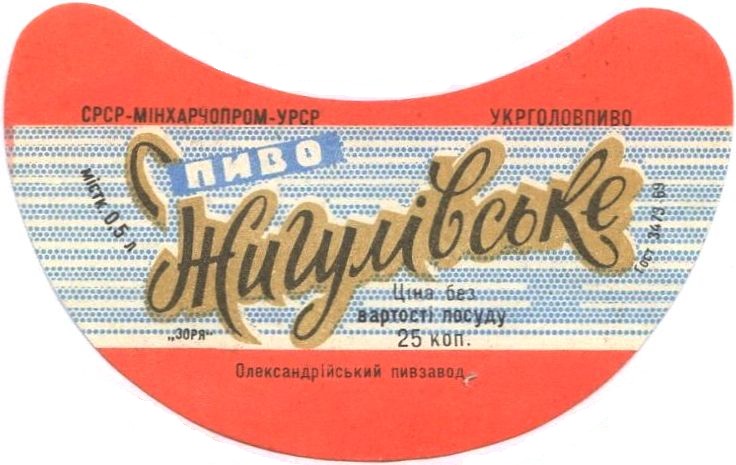 СРСР-МІНХАРЧОПРОМ-УРСР
УКРГОЛОВПИВО
ПИВО
Жигулівське
містк. 0,5 л.
Гост 3473-69
Ціна без
вартості посуду
25 коп.
„ЗОРЯ“
Олександрійський пивзавод